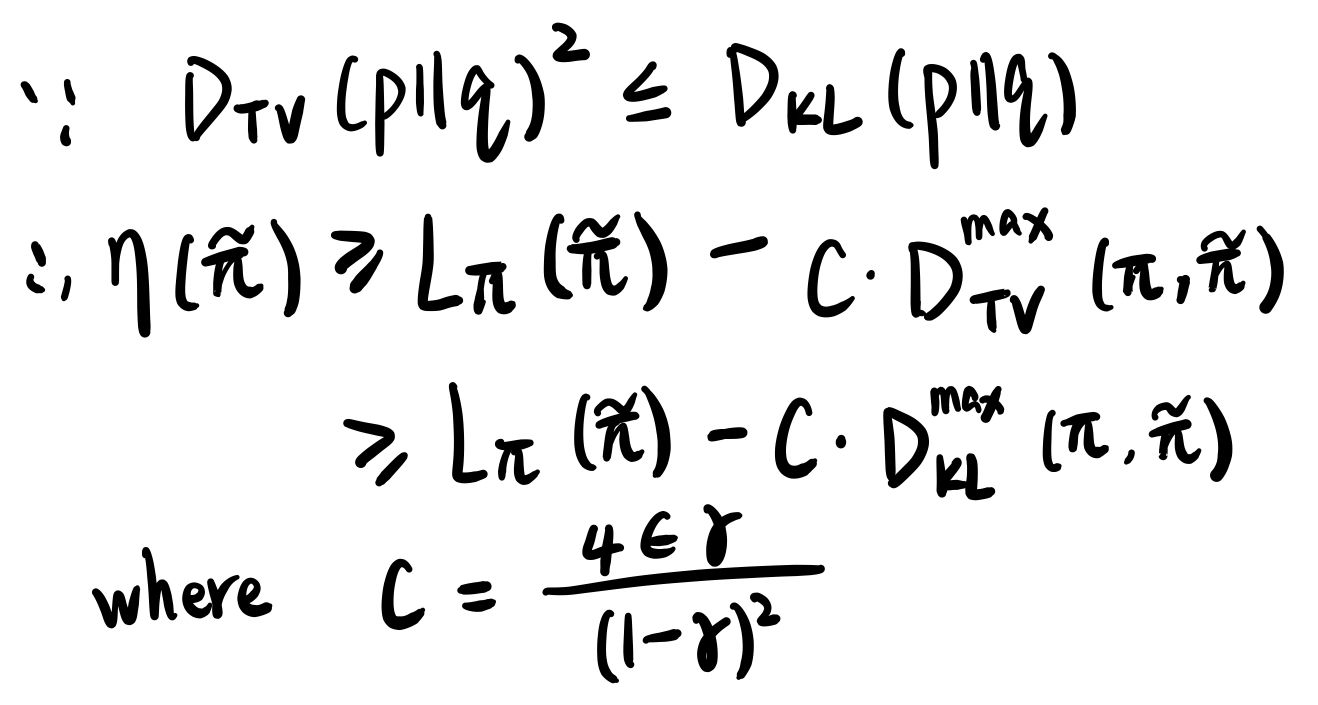 ∵ D_TV (p||q)^2 ≤ D_KL (p||q)
∴, η(π̃) ⩾ L_π(π̃) − C · D_TV^max (π, π̃)
⩾ L_π(π̃) − C · D_KL^max (π, π̃)
where C = 4ϵγ / (1−γ)^2